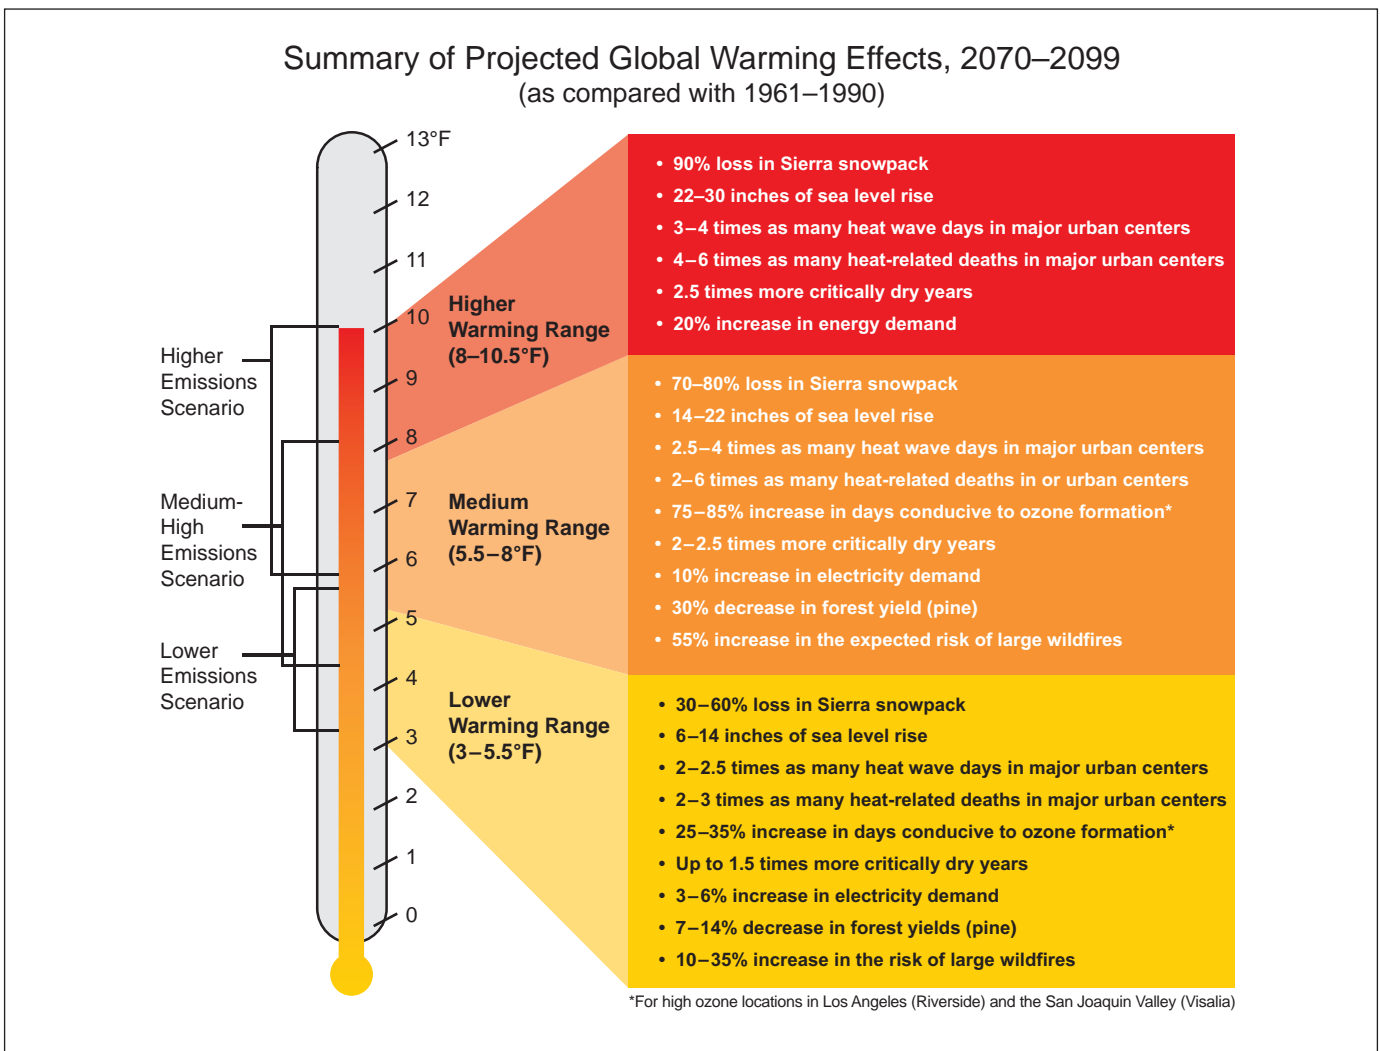 Summary of Projected Global Warming Effects, 2070–2099
(as compared with 1961–1990)
13°F
12
11
10
9
8
7
6
5
4
3
2
1
0
Higher
Emissions
Scenario
Medium-
High
Emissions
Scenario
Lower
Emissions
Scenario
Higher
Warming Range
(8–10.5°F)
• 90% loss in Sierra snowpack
• 22–30 inches of sea level rise
• 3–4 times as many heat wave days in major urban centers
• 4–6 times as many heat-related deaths in major urban centers
• 2.5 times more critically dry years
• 20% increase in energy demand
Medium
Warming Range
(5.5–8°F)
• 70–80% loss in Sierra snowpack
• 14–22 inches of sea level rise
• 2.5–4 times as many heat wave days in major urban centers
• 2–6 times as many heat-related deaths in or urban centers
• 75–85% increase in days conducive to ozone formation*
• 2–2.5 times more critically dry years
• 10% increase in electricity demand
• 30% decrease in forest yield (pine)
• 55% increase in the expected risk of large wildfires
Lower
Warming Range
(3–5.5°F)
• 30–60% loss in Sierra snowpack
• 6–14 inches of sea level rise
• 2–2.5 times as many heat wave days in major urban centers
• 2–3 times as many heat-related deaths in major urban centers
• 25–35% increase in days conducive to ozone formation*
• Up to 1.5 times more critically dry years
• 3–6% increase in electricity demand
• 7–14% decrease in forest yields (pine)
• 10–35% increase in the risk of large wildfires
*For high ozone locations in Los Angeles (Riverside) and the San Joaquin Valley (Visalia)